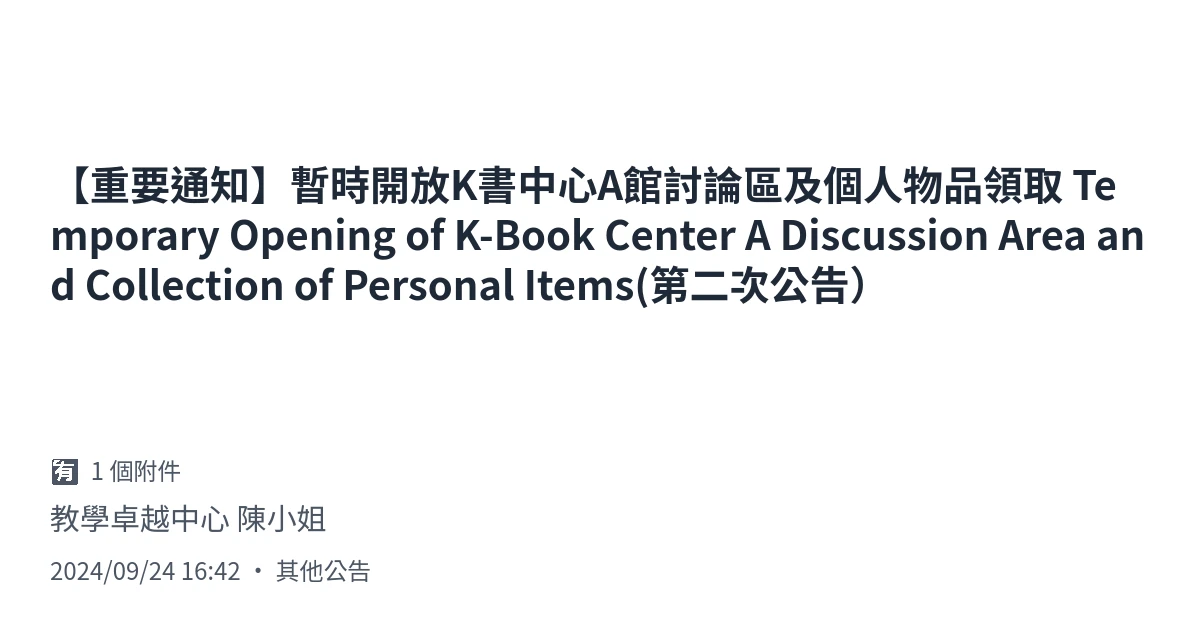 【重要通知】暫時開放K書中心A館討論區及個人物品領取 Te
mporary Opening of K-Book Center A Discussion Area an
d Collection of Personal Items(第二次公告）
有 1 個附件
教學卓越中心 陳小姐
2024/09/24 16:42 ・ 其他公告